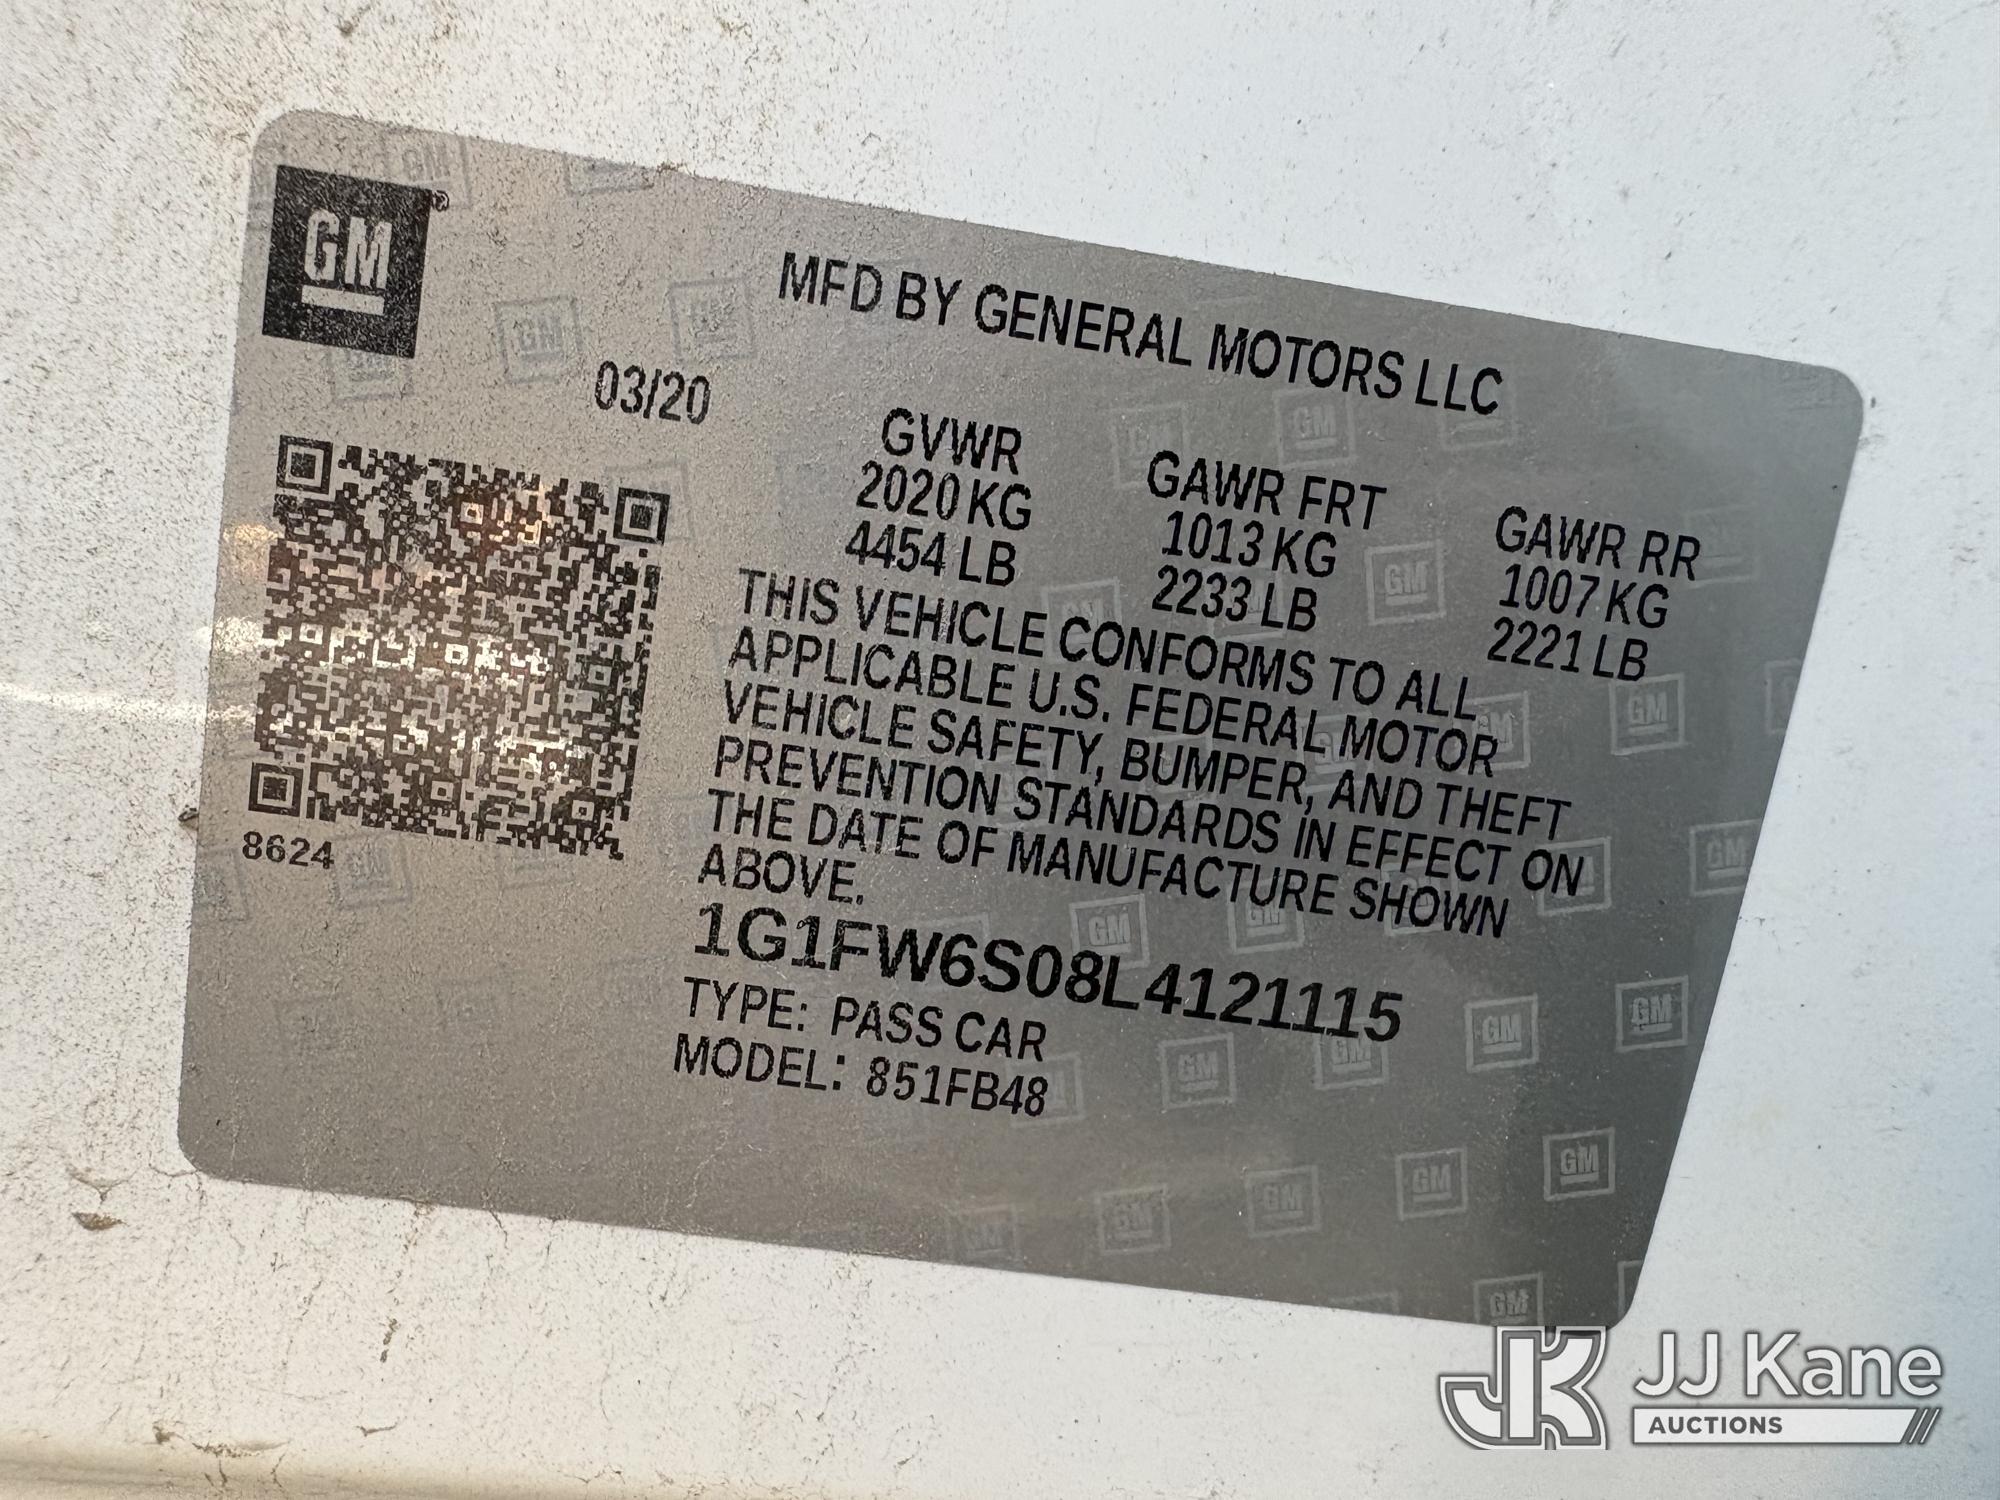 GM
MFD BY GENERAL MOTORS LLC
03/20
GVWR GAWR FRT GAWR RR
2020 KG 1013 KG 1007 KG
4454 LB 2233 LB 2221 LB
THIS VEHICLE CONFORMS TO ALL
APPLICABLE U.S. FEDERAL MOTOR
VEHICLE SAFETY, BUMPER, AND THEFT
PREVENTION STANDARDS IN EFFECT ON
THE DATE OF MANUFACTURE SHOWN
ABOVE.
8624
1G1FW6S08L4121115
TYPE: PASS CAR
MODEL: 851FB48
JK JJ Kane
AUCTIONS